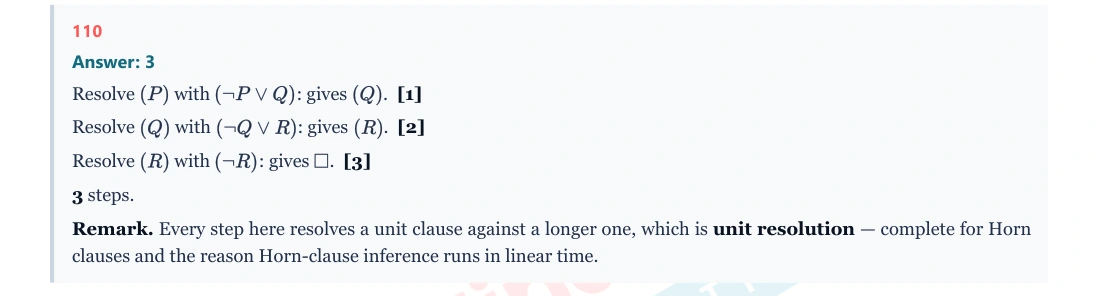 110
Answer: 3
Resolve (P) with (¬P ∨ Q): gives (Q). [1]
Resolve (Q) with (¬Q ∨ R): gives (R). [2]
Resolve (R) with (¬R): gives □. [3]
3 steps.
Remark. Every step here resolves a unit clause against a longer one, which is unit resolution — complete for Horn
clauses and the reason Horn-clause inference runs in linear time.